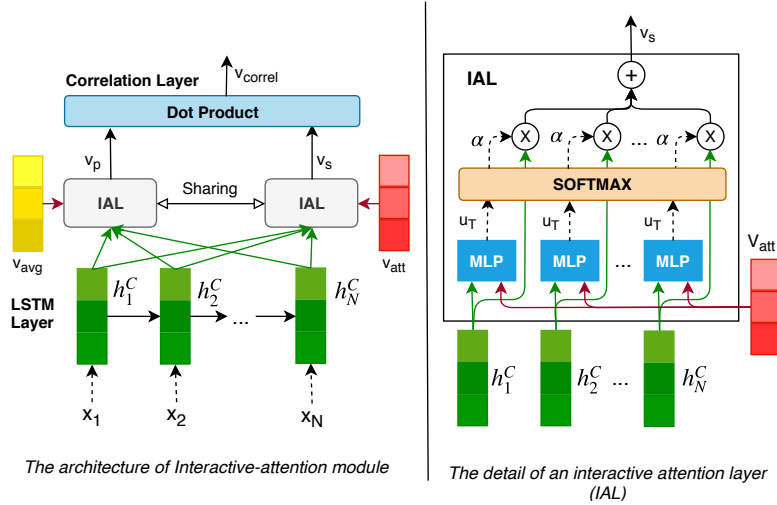 Correlation Layer
v_correl
Dot Product
v_p
v_s
IAL
Sharing
IAL
v_avg
v_att
LSTM
Layer
h_1^C
h_2^C
...
h_N^C
x_1
x_2
x_N
The architecture of Interactive-attention module
v_s
IAL
+
α
X
α
X
...
α
X
SOFTMAX
u_T
u_T
u_T
MLP
MLP
...
MLP
V_att
h_1^C
h_2^C
...
h_N^C
The detail of an interactive attention layer
(IAL)